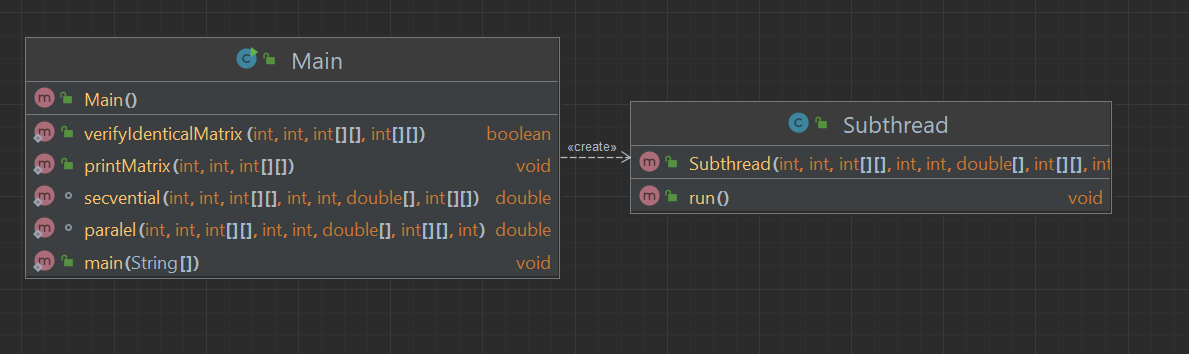 Main
Main()
verifyIdenticalMatrix(int, int, int[][], int[][]) boolean
printMatrix(int, int, int[][]) void
secvential(int, int, int[][], int, int, double[], int[][]) double
paralel(int, int, int[][], int, int, double[], int[][], int) double
main(String[]) void
«create»
Subthread
Subthread(int, int, int[][], int, int, double[], int[][], int
run() void